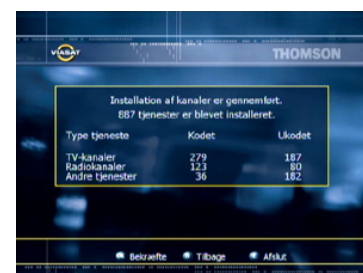 VIASAT
THOMSON
Installation af kanaler er gennemført.
887 tjenester er blevet installeret.
Type tjeneste Kodet Ukodet
TV-kanaler 279 187
Radiokanaler 123 80
Andre tjenester 36 182
Bekræfte Tilbage Afslut